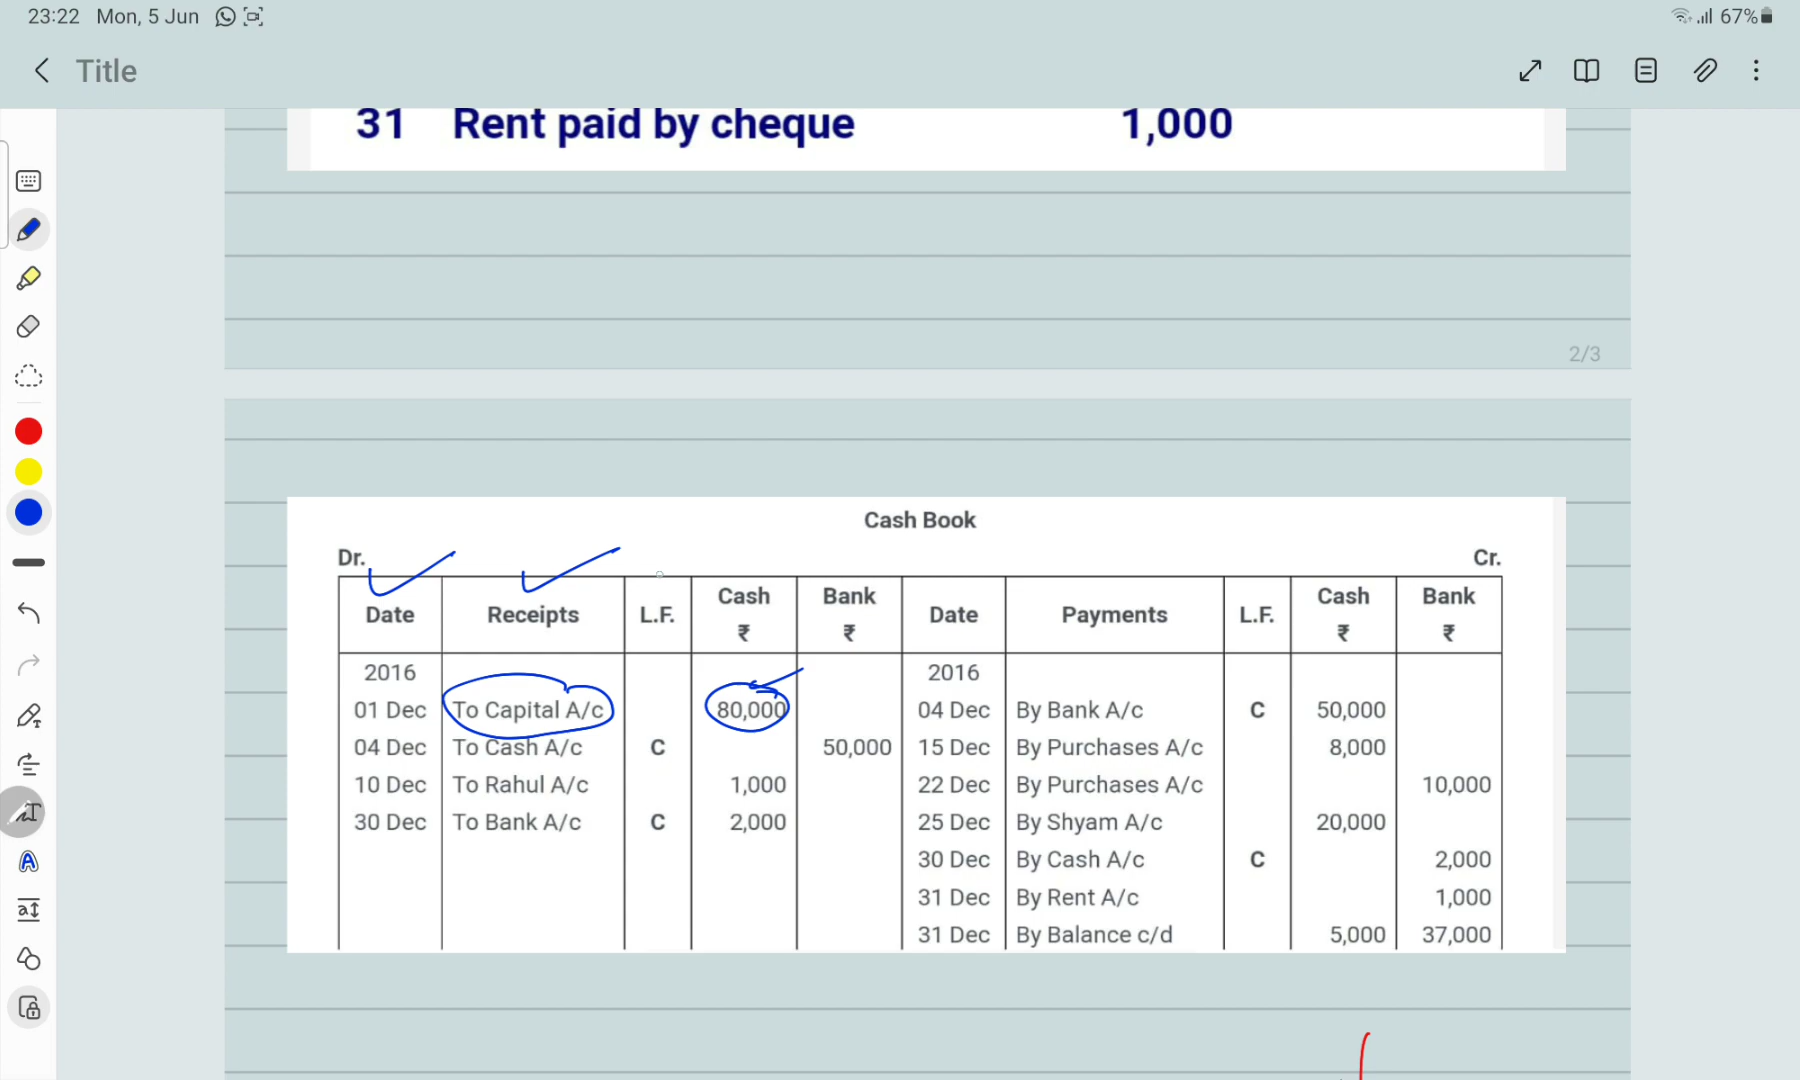 23:22 Mon, 5 Jun 67%
Title
31 Rent paid by cheque 1,000
2/3
Cash Book
Dr. Cr.
Date Receipts L.F. Cash ₹ Bank ₹ Date Payments L.F. Cash ₹ Bank ₹
2016 2016
01 Dec To Capital A/c 80,000 04 Dec By Bank A/c C 50,000
04 Dec To Cash A/c C 50,000 15 Dec By Purchases A/c 8,000
10 Dec To Rahul A/c 1,000 22 Dec By Purchases A/c 10,000
30 Dec To Bank A/c C 2,000 25 Dec By Shyam A/c 20,000
30 Dec By Cash A/c C 2,000
31 Dec By Rent A/c 1,000
31 Dec By Balance c/d 5,000 37,000